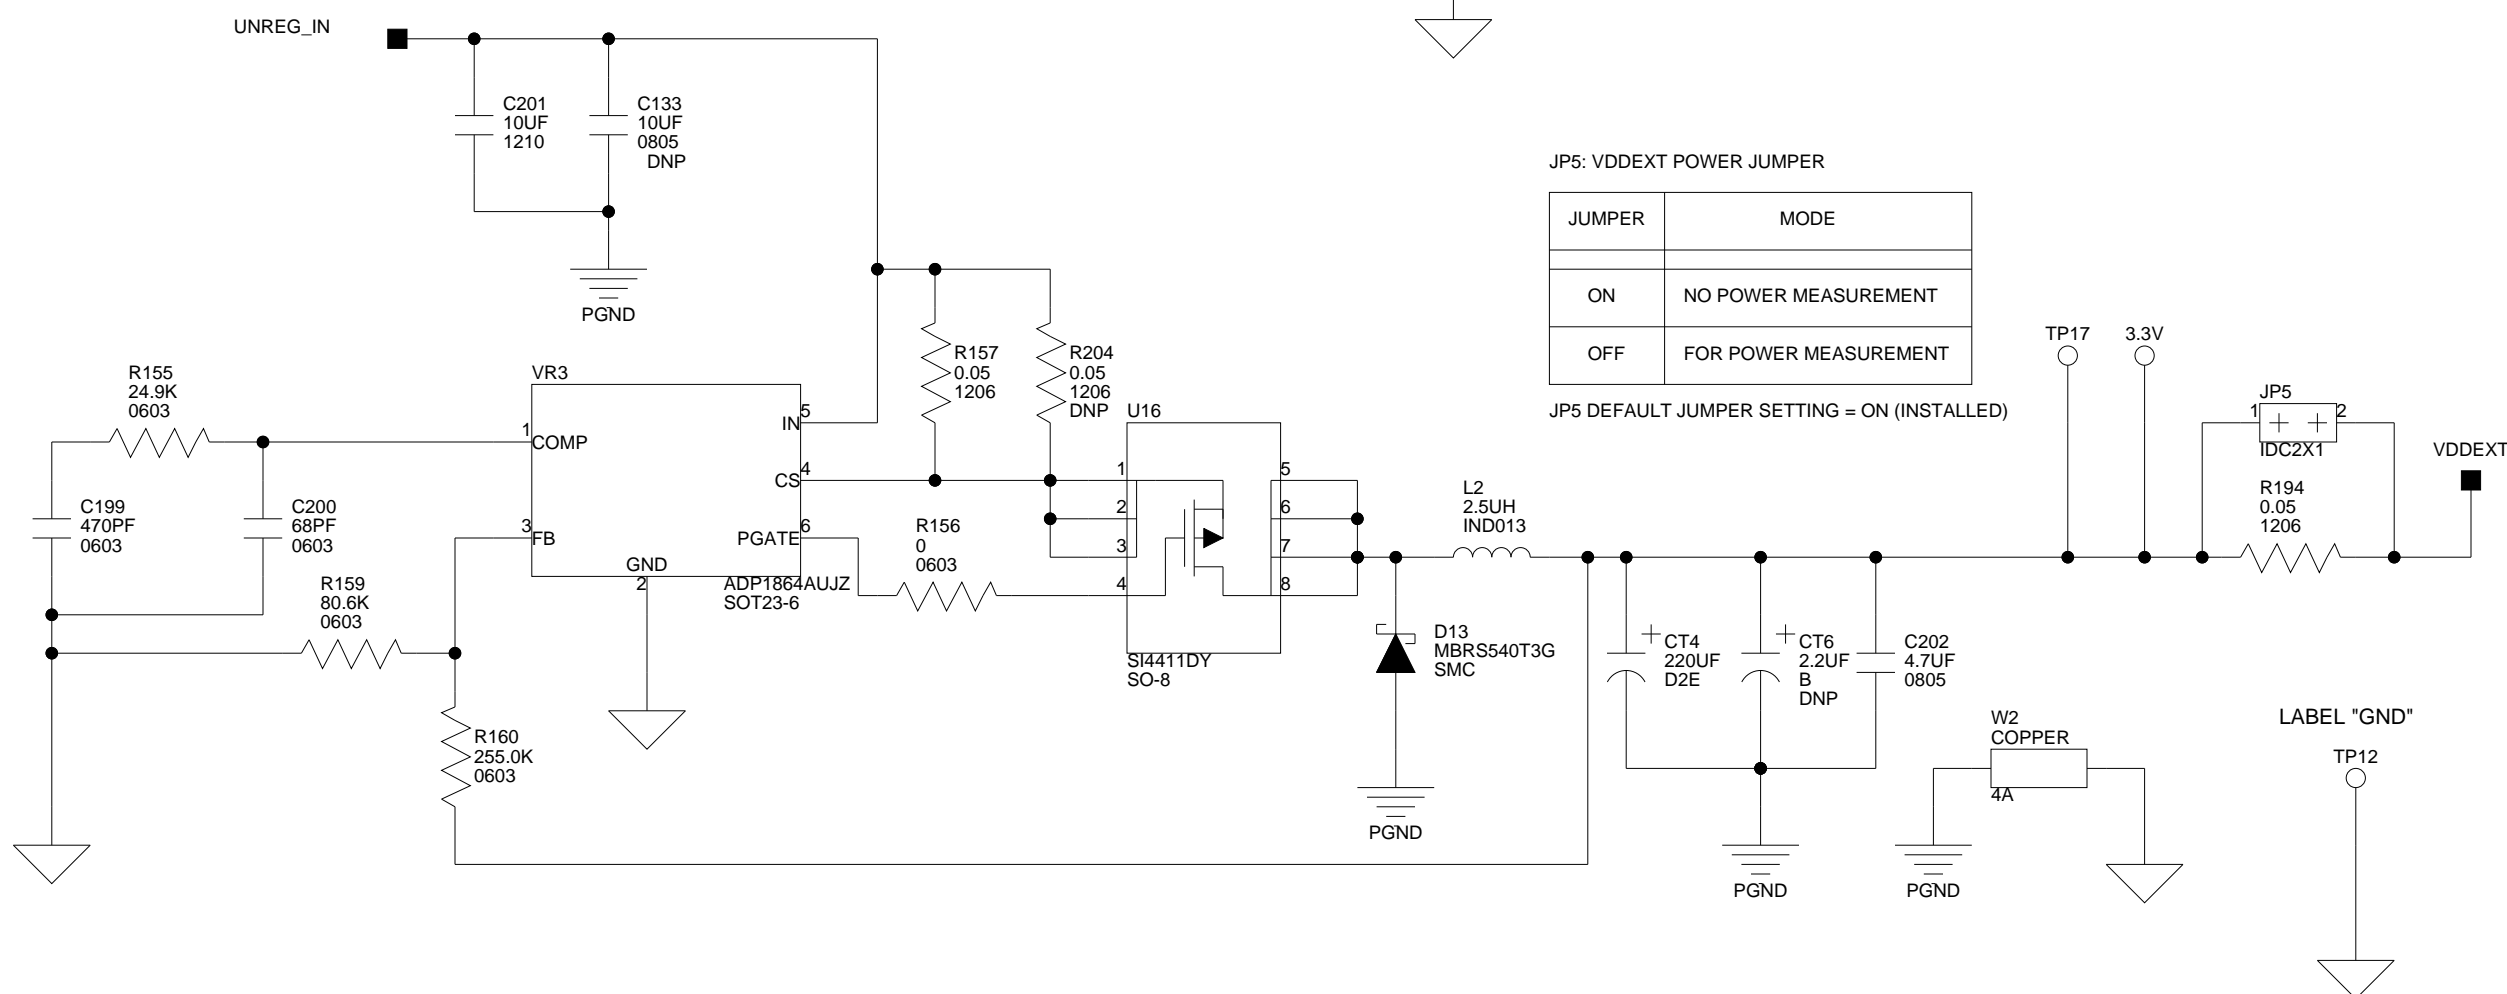 UNREG_IN
C201
10UF
1210
C133
10UF
0805
DNP
PGND
JP5: VDDEXT POWER JUMPER
JUMPER MODE
ON NO POWER MEASUREMENT
OFF FOR POWER MEASUREMENT
JP5 DEFAULT JUMPER SETTING = ON (INSTALLED)
R155
24.9K
0603
C199
470PF
0603
C200
68PF
0603
R159
80.6K
0603
R160
255.0K
0603
VR3
1
COMP
3
FB
GND
2
5
IN
4
CS
6
PGATE
ADP1864AUJZ
SOT23-6
R157
0.05
1206
R204
0.05
1206
DNP
R156
0
0603
U16
1
2
3
4
5
6
7
8
SI4411DY
SO-8
L2
2.5UH
IND013
D13
MBRS540T3G
SMC
PGND
CT4
220UF
D2E
CT6
2.2UF
B
DNP
C202
4.7UF
0805
PGND
TP17
3.3V
JP5
1 2
IDC2X1
R194
0.05
1206
VDDEXT
W2
COPPER
4A
PGND
LABEL "GND"
TP12